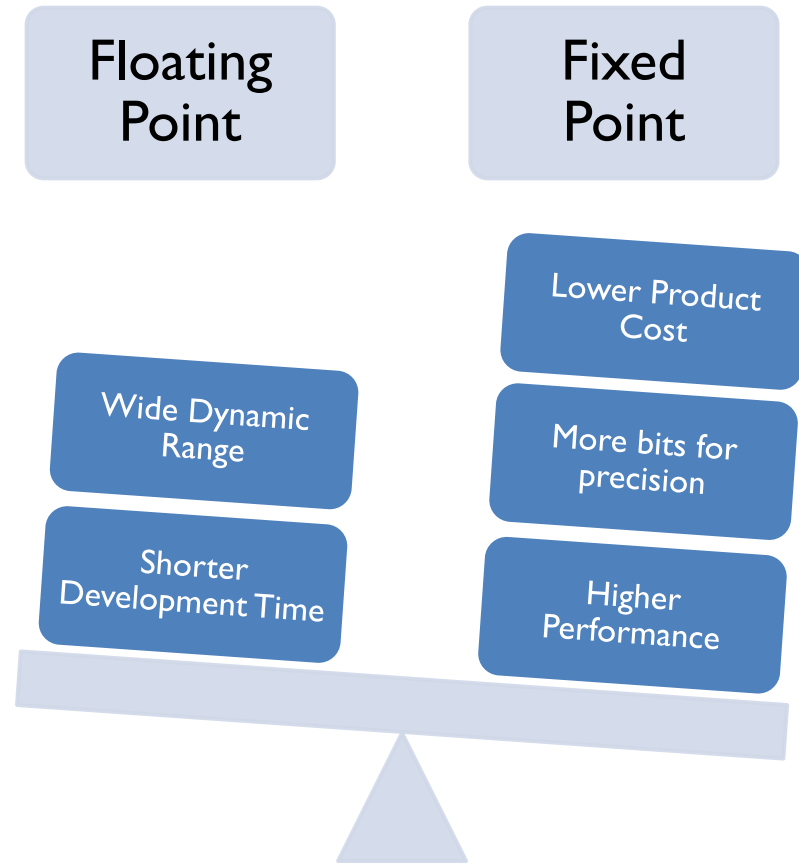 Floating
Point
Fixed
Point
Lower Product
Cost
Wide Dynamic
Range
More bits for
precision
Shorter
Development Time
Higher
Performance